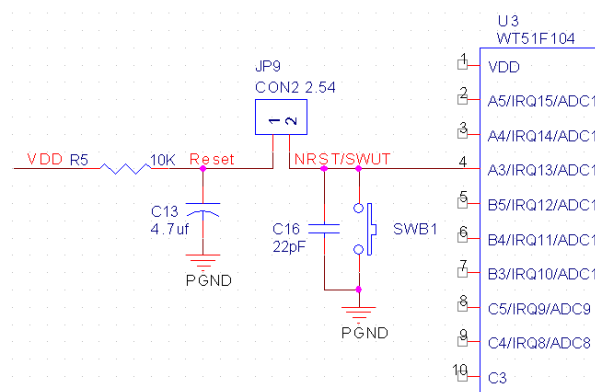 U3
WT51F104
JP9
CON2 2.54
1
2
VDD R5 10K Reset
NRST/SWUT
C13
4.7uf
PGND
C16
22pF
SWB1
PGND
1 VDD
2 A5/IRQ15/ADC1
3 A4/IRQ14/ADC1
4 A3/IRQ13/ADC1
5 B5/IRQ12/ADC1
6 B4/IRQ11/ADC1
7 B3/IRQ10/ADC1
8 C5/IRQ9/ADC9
9 C4/IRQ8/ADC8
10 C3